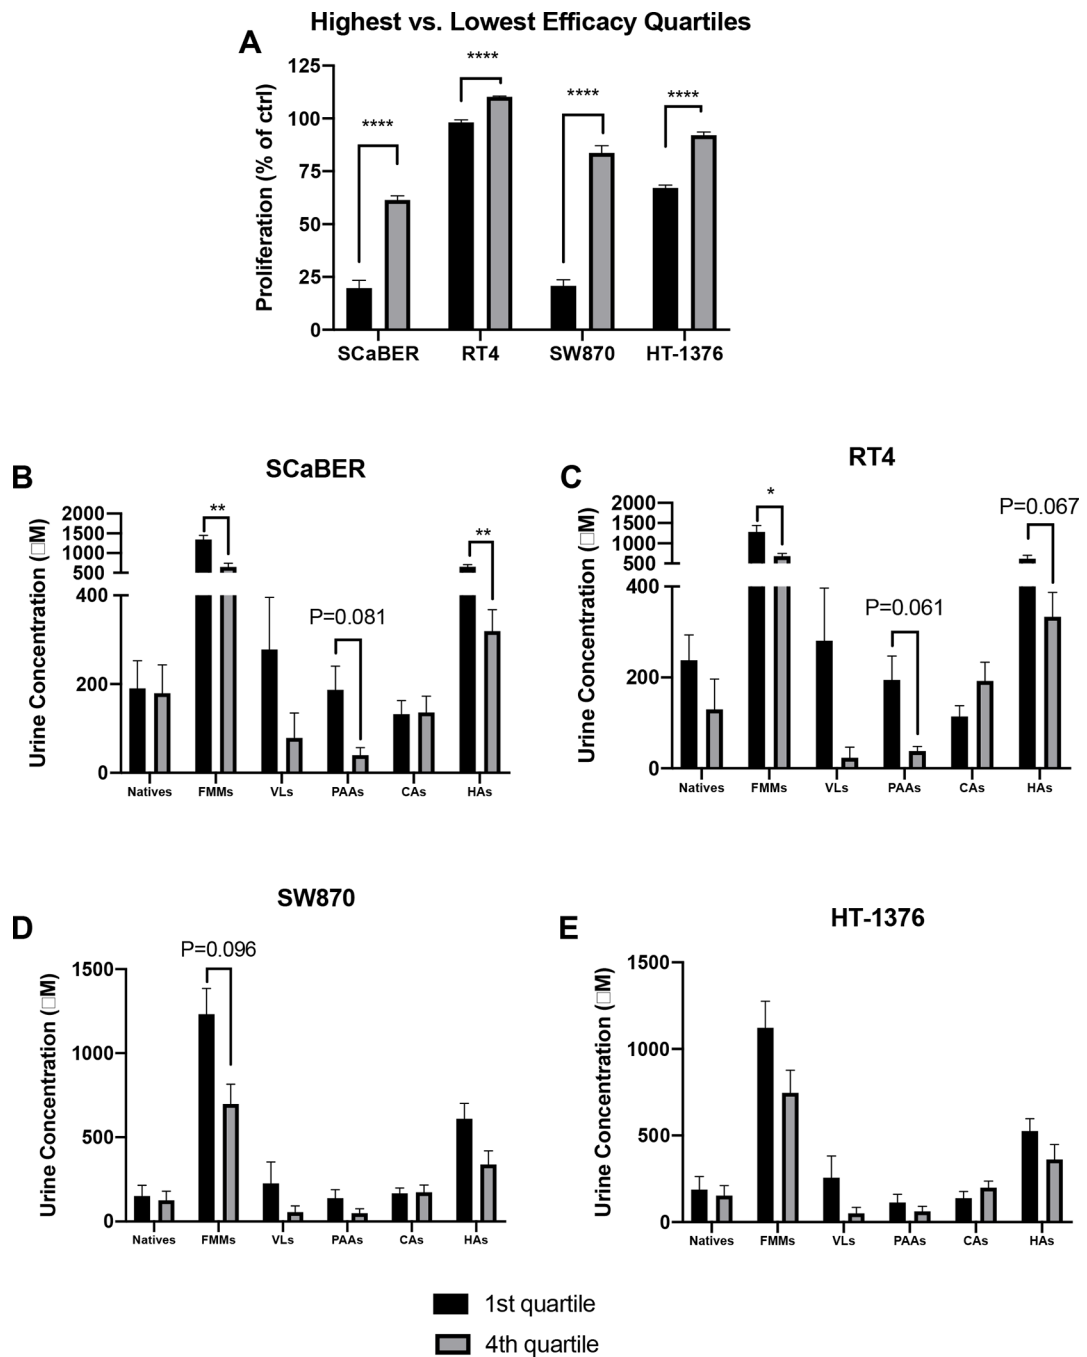 Highest vs. Lowest Efficacy Quartiles
A
Proliferation (% of ctrl)
125
100
75
50
25
0
****
****
****
****
SCaBER RT4 SW870 HT-1376
B
SCaBER
Urine Concentration (□M)
2000
1500
1000
500
400
200
0
**
P=0.081
**
Natives FMMs VLs PAAs CAs HAs
C
RT4
Urine Concentration (□M)
2000
1500
1000
500
400
200
0
*
P=0.061
P=0.067
Natives FMMs VLs PAAs CAs HAs
D
SW870
Urine Concentration (□M)
1500
1000
500
0
P=0.096
Natives FMMs VLs PAAs CAs HAs
E
HT-1376
Urine Concentration (□M)
1500
1000
500
0
Natives FMMs VLs PAAs CAs HAs
1st quartile
4th quartile